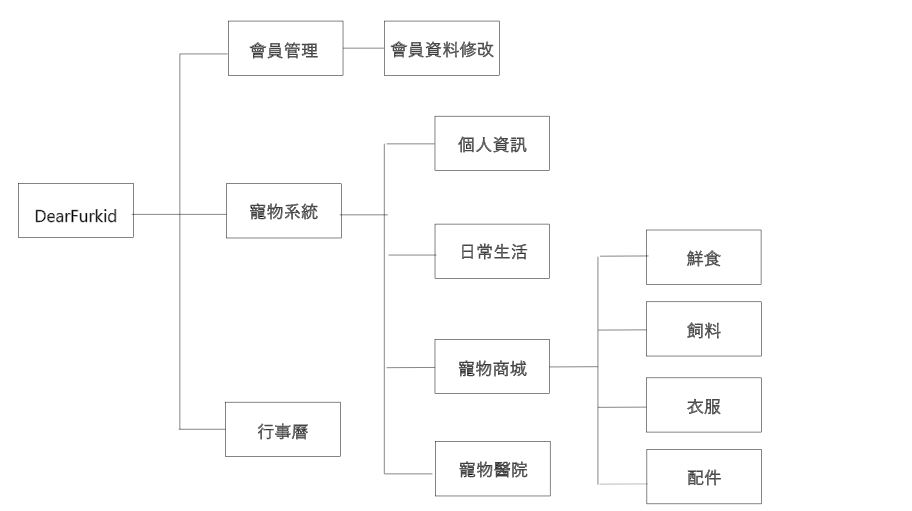 會員管理
會員資料修改
個人資訊
DearFurkid
寵物系統
日常生活
鮮食
飼料
寵物商城
衣服
行事曆
寵物醫院
配件